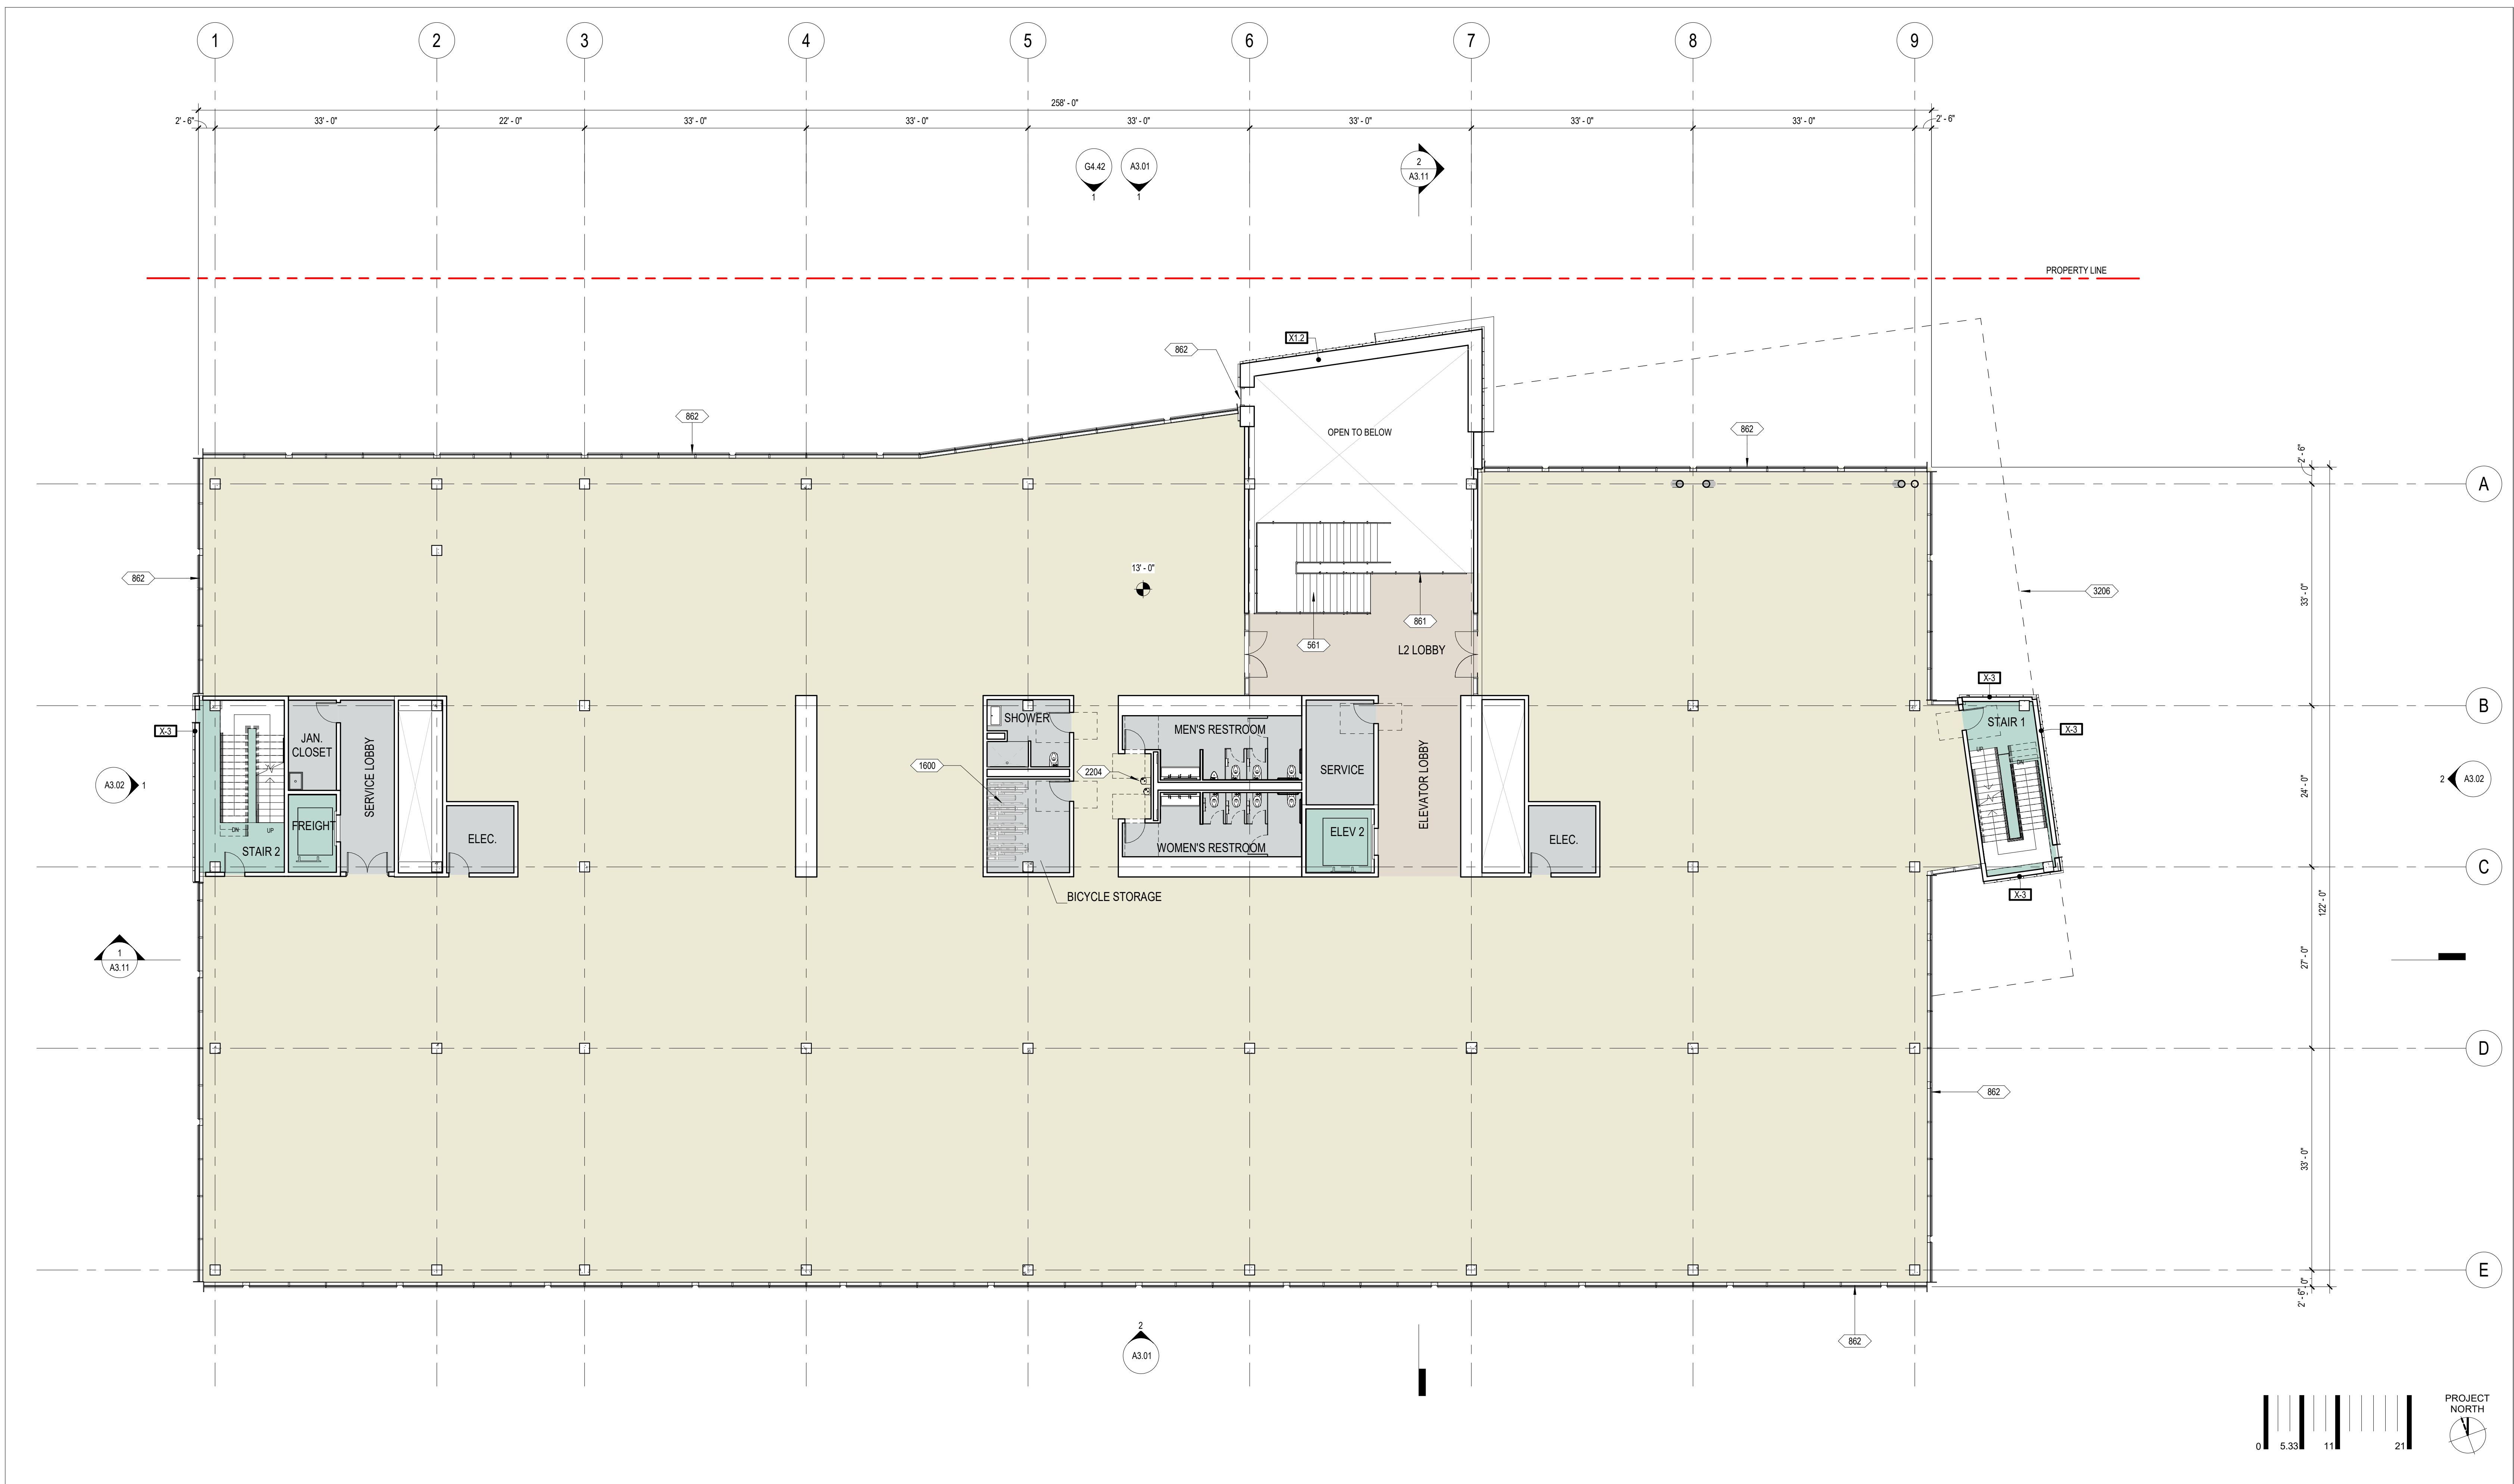 1
2
3
4
5
6
7
8
9
258' - 0"
2' - 6"
33' - 0"
22' - 0"
33' - 0"
33' - 0"
33' - 0"
33' - 0"
33' - 0"
33' - 0"
2' - 6"
G4.42
1
A3.01
1
2
A3.11
PROPERTY LINE
X1.2
862
862
OPEN TO BELOW
862
2' - 6"
A
862
13' - 0"
33' - 0"
3206
861
561
L2 LOBBY
X-3
B
X-3
SHOWER
STAIR 1
MEN'S RESTROOM
X-3
JAN.
CLOSET
SERVICE LOBBY
UP
DN
1600
2204
SERVICE
ELEVATOR LOBBY
A3.02
1
2
A3.02
24' - 0"
FREIGHT
DN
UP
ELEC.
ELEV 2
ELEC.
STAIR 2
WOMEN'S RESTROOM
C
X-3
BICYCLE STORAGE
122' - 0"
1
A3.11
27' - 0"
D
862
33' - 0"
E
2' - 6"
2
A3.01
862
PROJECT
NORTH
0
5.33
11
21